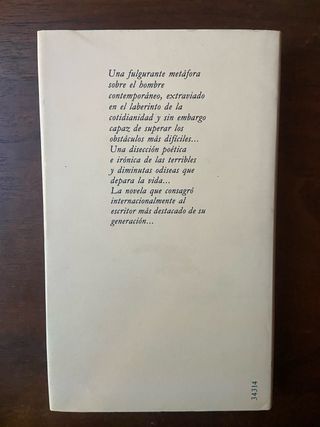 Una fulgurante metáfora
sobre el hombre
contemporáneo, extraviado
en el laberinto de la
cotidianidad y sin embargo
capaz de superar los
obstáculos más difíciles...
Una disección poética
e irónica de las terribles
y diminutas odiseas que
depara la vida...
La novela que consagró
internacionalmente al
escritor más destacado de su
generación...
34314